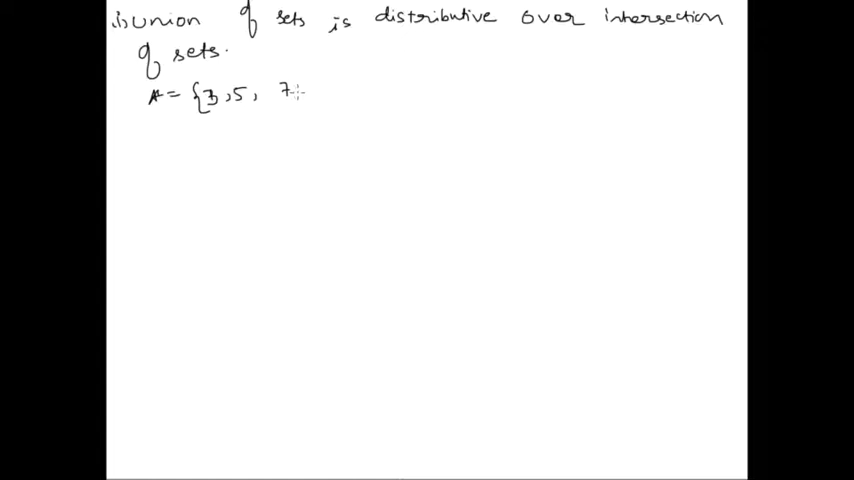 i) Union of sets is distributive over intersection
of sets.
A = {3, 5, 7